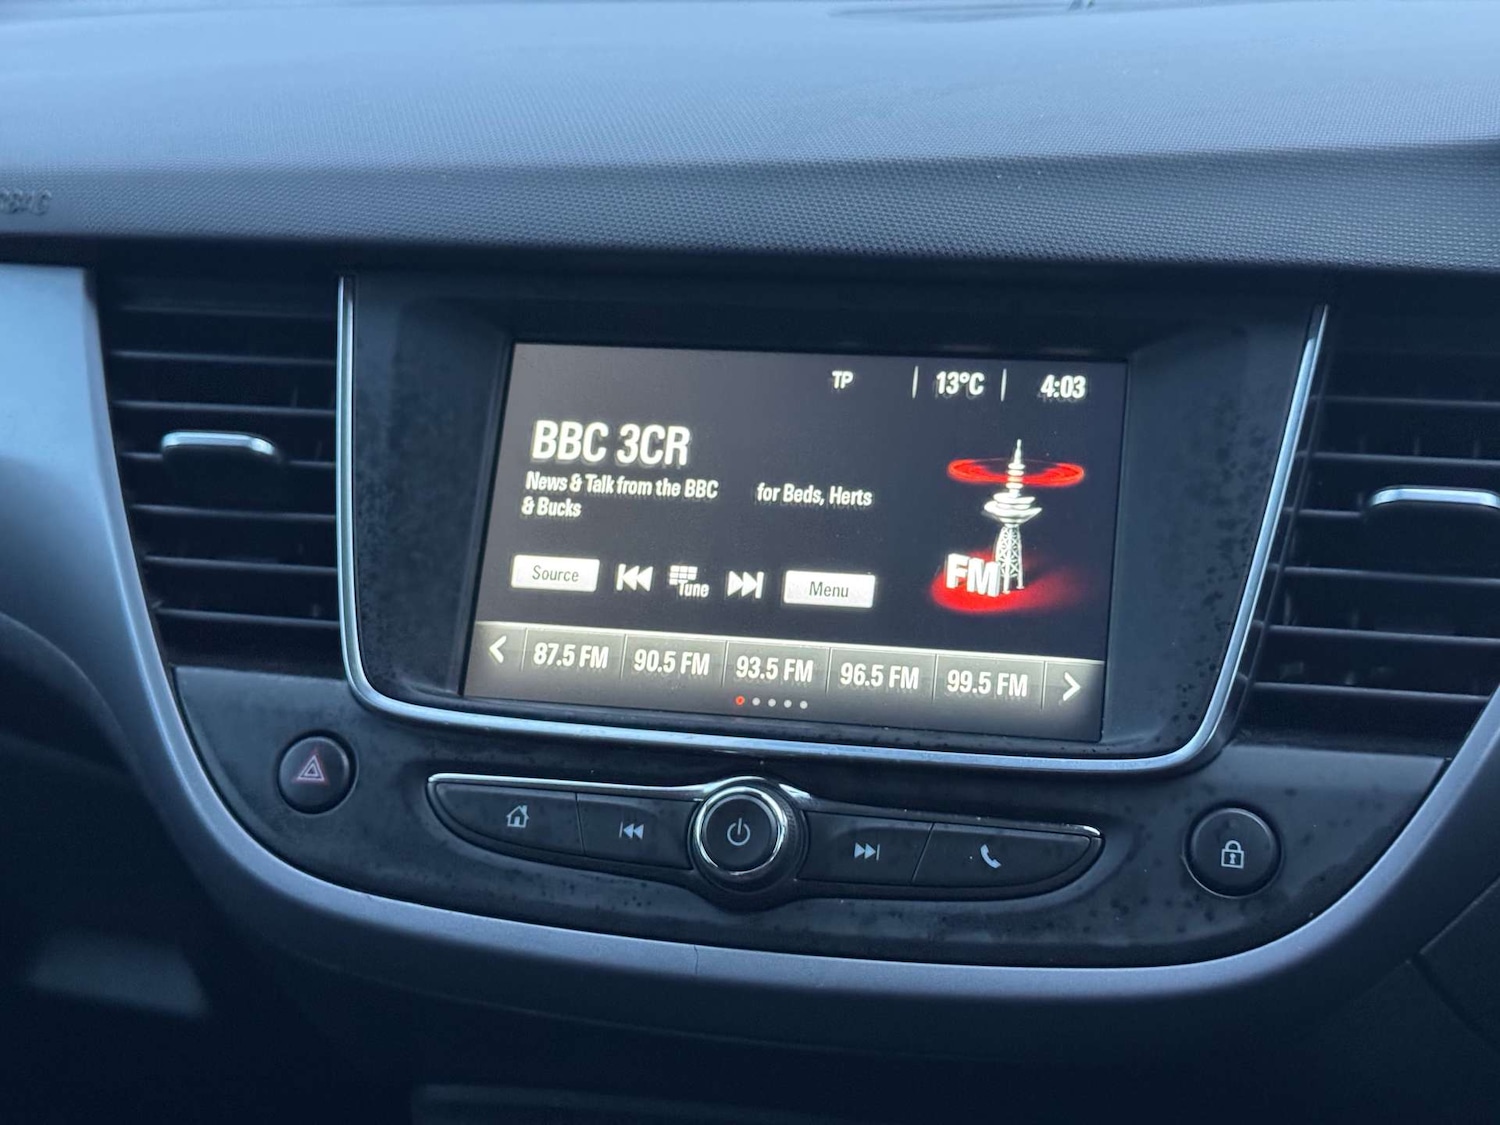 TP 13°C 4:03
BBC 3CR
News & Talk from the BBC for Beds, Herts
& Bucks
FM
Source Tune Menu
87.5 FM 90.5 FM 93.5 FM 96.5 FM 99.5 FM